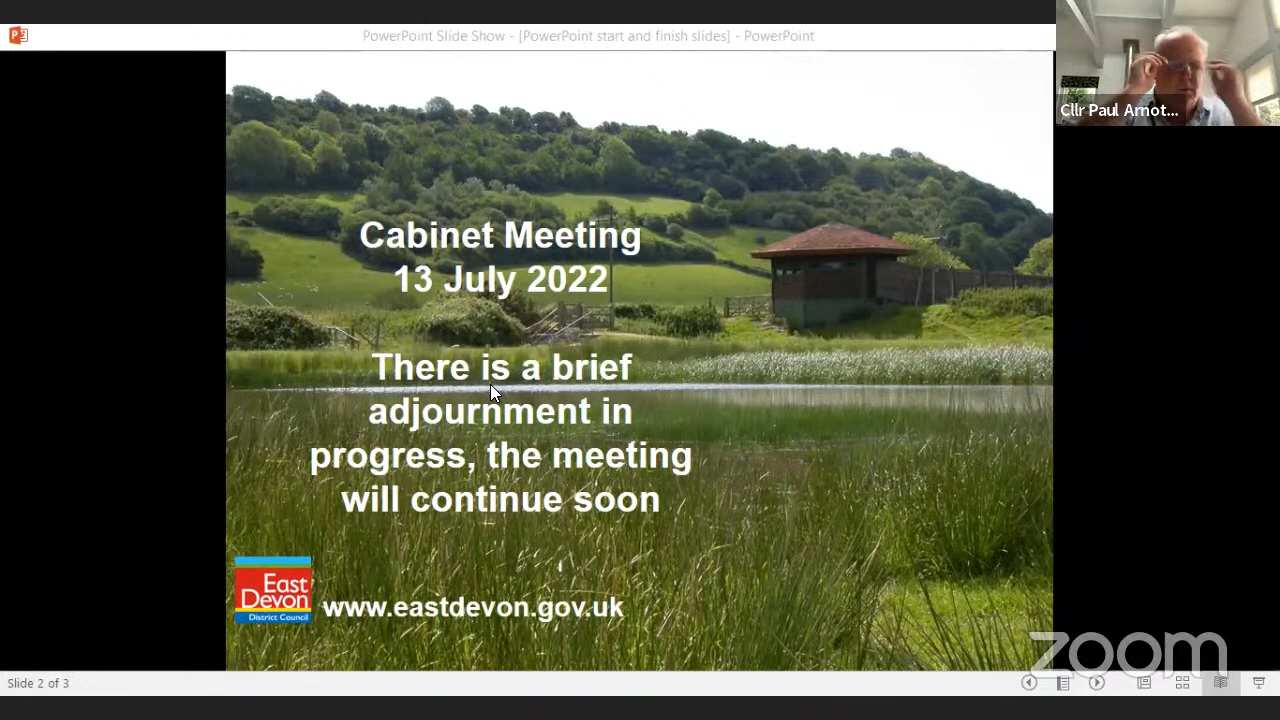 PowerPoint Slide Show - [PowerPoint start and finish slides] - PowerPoint
Cllr Paul Arnot...
Cabinet Meeting
13 July 2022
There is a brief
adjournment in
progress, the meeting
will continue soon
East
Devon
District Council
www.eastdevon.gov.uk
zoom
Slide 2 of 3